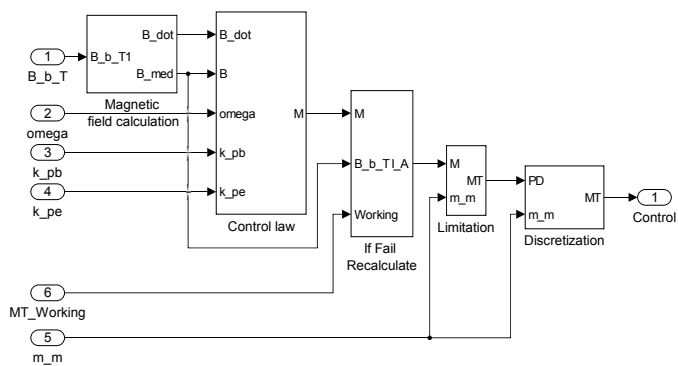 1
B_b_T
B_b_T1
B_dot
B_med
Magnetic
field calculation
2
omega
3
k_pb
4
k_pe
B_dot
B
omega
k_pb
k_pe
M
Control law
M
B_b_T
I_A
Working
If Fail
Recalculate
M
m_m
MT
Limitation
PD
m_m
MT
Discretization
1
Control
6
MT_Working
5
m_m